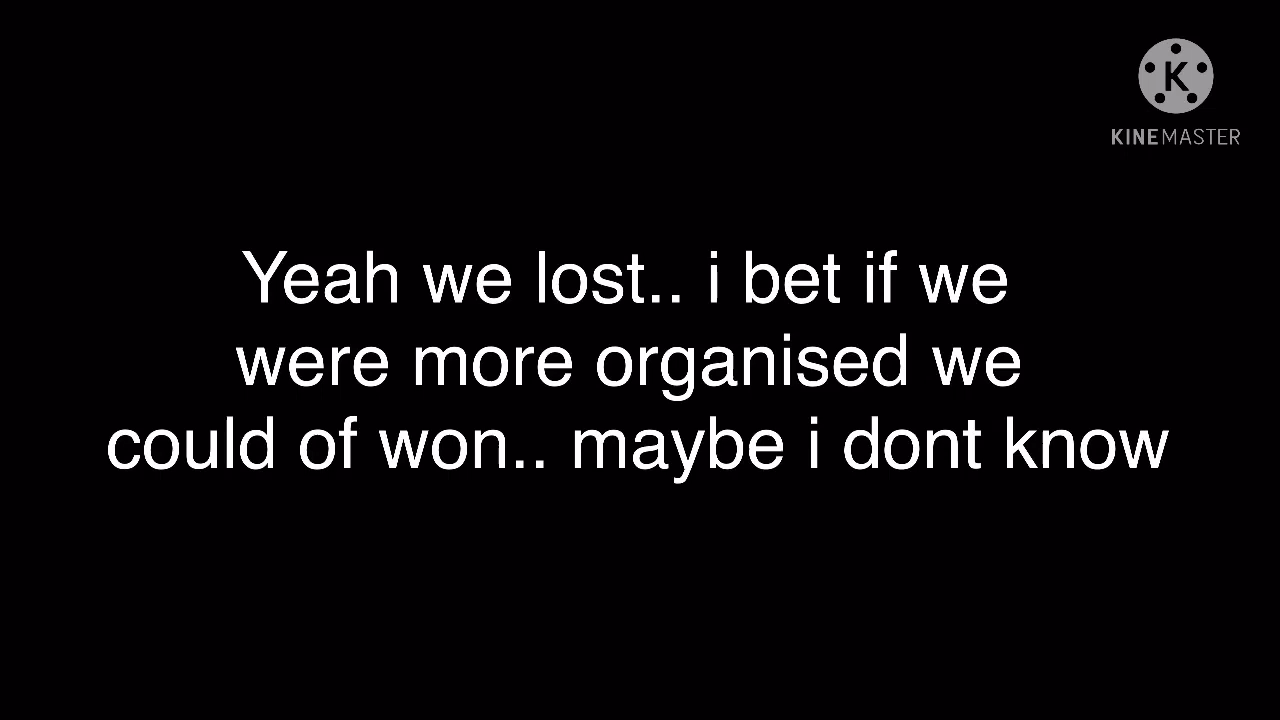 K
KINEMASTER
Yeah we lost.. i bet if we
were more organised we
could of won.. maybe i dont know